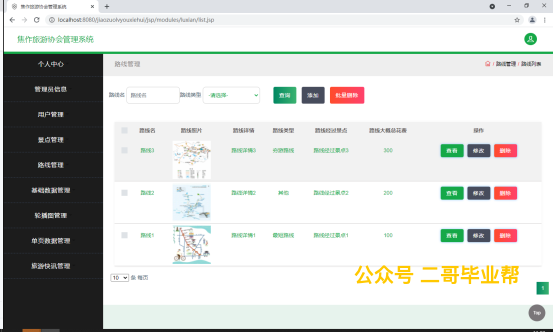 焦作旅游协会管理系统
localhost:8080/jiaozuolvyouxiehui/jsp/modules/luxian/list.jsp
焦作旅游协会管理系统
个人中心
管理员信息
用户管理
景点管理
路线管理
基础数据管理
轮播图管理
单页数据管理
旅游快讯管理
路线管理
/ 路线管理 / 路线列表
路线名 路线名 路线类型 -请选择- 查询 添加 批量删除
路线名 路线图片 路线详情 路线类型 路线经过景点 路线大概总花费 操作
路线3 路线详情3 路线经过景点3 300 查看 修改 删除
路线2 路线详情2 其他 路线经过景点2 200 查看 修改 删除
路线1 路线详情1 路线经过景点1 100 查看 修改 删除
10 条 每页
公众号 二哥毕业帮
1
Top